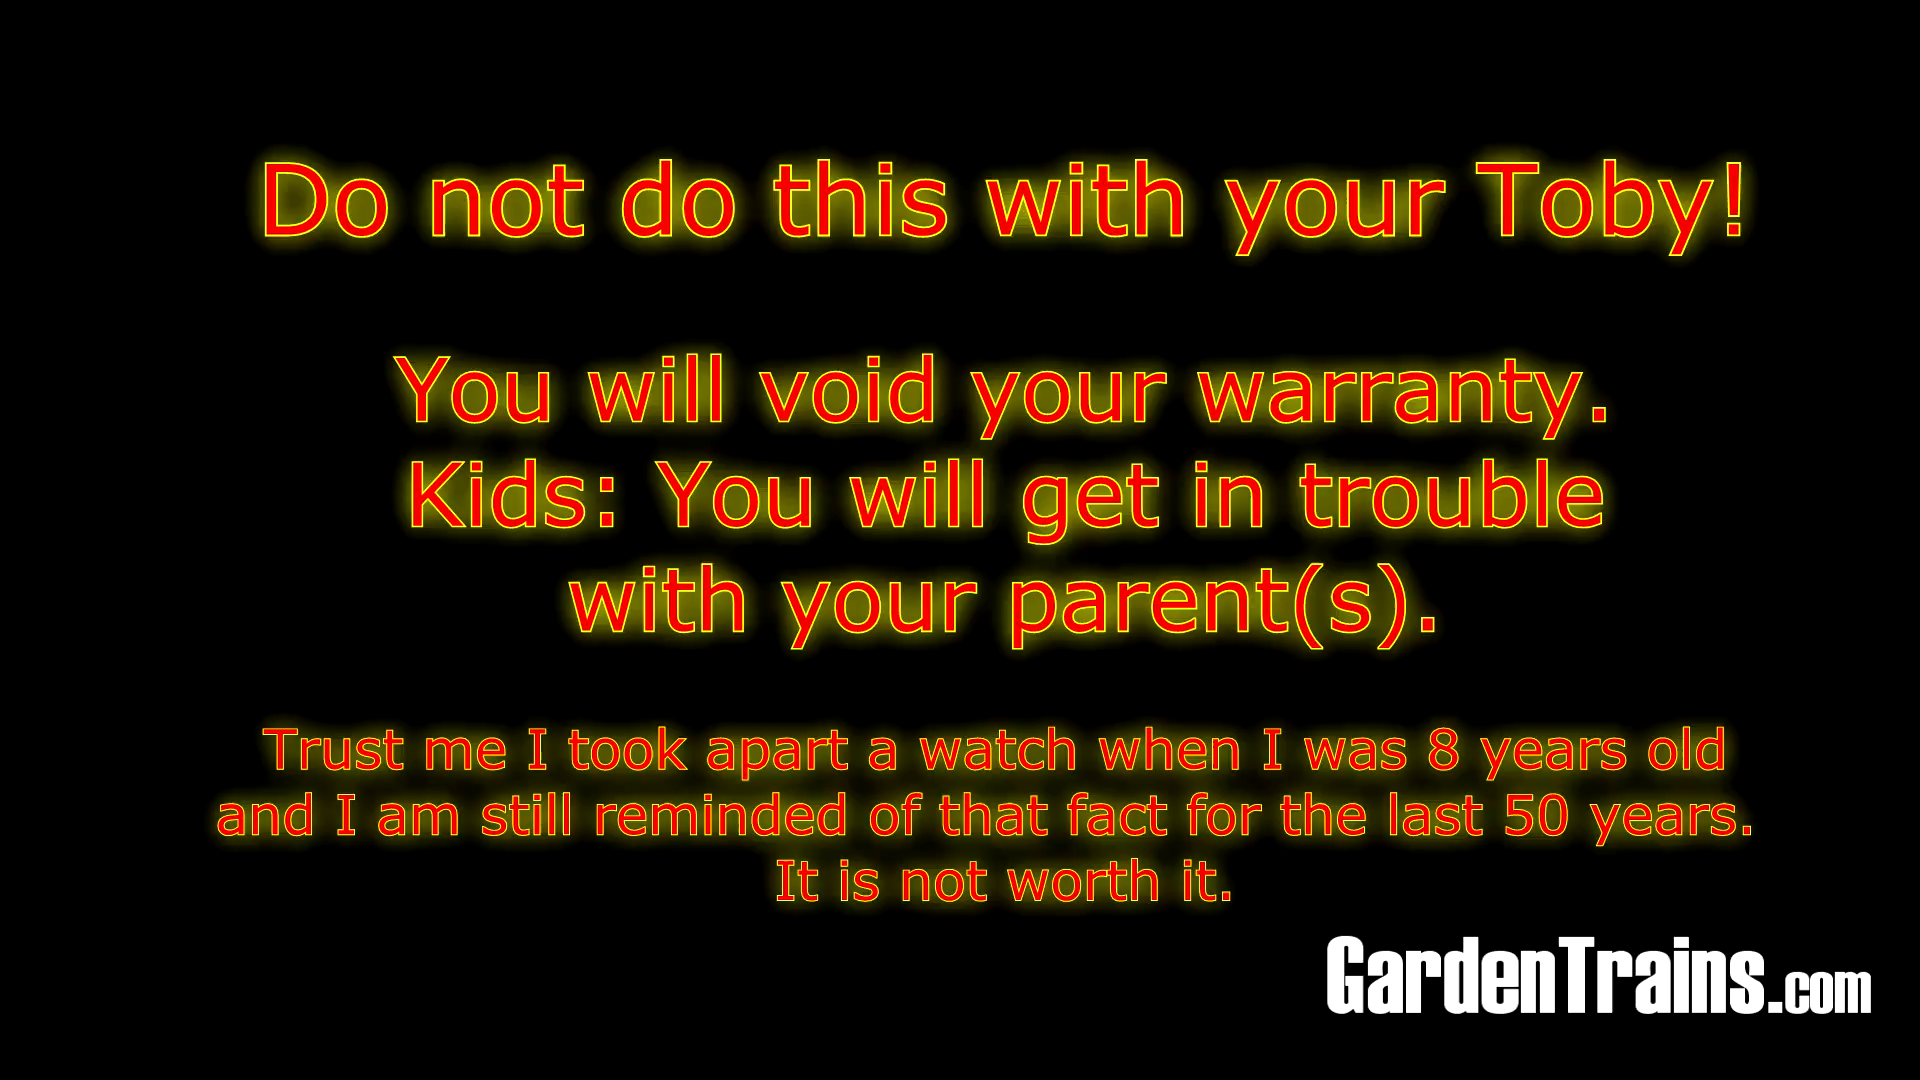 Do not do this with your Toby!
You will void your warranty.
Kids: You will get in trouble
with your parent(s).
Trust me I took apart a watch when I was 8 years old
and I am still reminded of that fact for the last 50 years.
It is not worth it.
GardenTrains.com